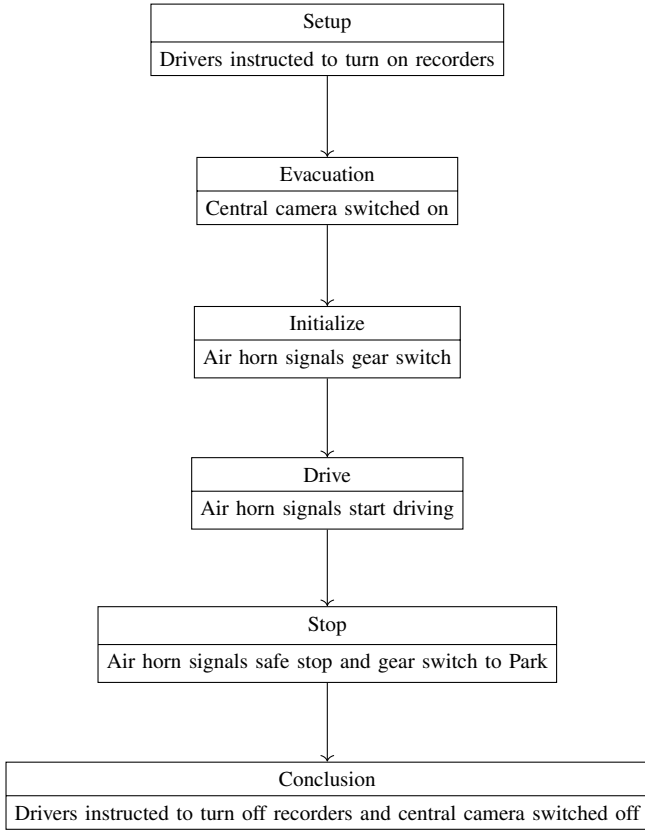 Setup
Drivers instructed to turn on recorders
Evacuation
Central camera switched on
Initialize
Air horn signals gear switch
Drive
Air horn signals start driving
Stop
Air horn signals safe stop and gear switch to Park
Conclusion
Drivers instructed to turn off recorders and central camera switched off